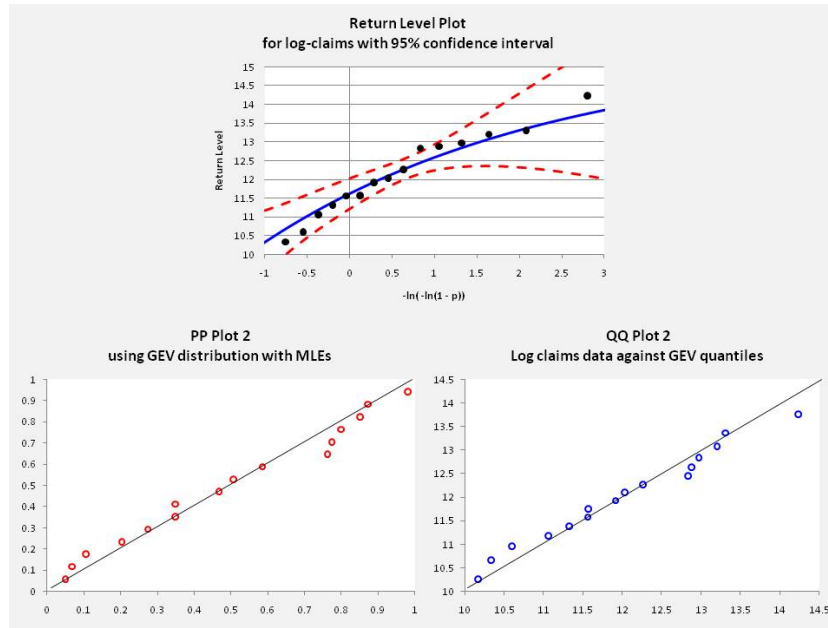 Return Level Plot
for log-claims with 95% confidence interval
15
14.5
14
13.5
13
12.5
12
11.5
11
10.5
10
Return Level
-1 -0.5 0 0.5 1 1.5 2 2.5 3
-ln(-ln(1 - p))
PP Plot 2
using GEV distribution with MLEs
1
0.9
0.8
0.7
0.6
0.5
0.4
0.3
0.2
0.1
0
0 0.1 0.2 0.3 0.4 0.5 0.6 0.7 0.8 0.9 1
QQ Plot 2
Log claims data against GEV quantiles
14.5
14
13.5
13
12.5
12
11.5
11
10.5
10
10 10.5 11 11.5 12 12.5 13 13.5 14 14.5